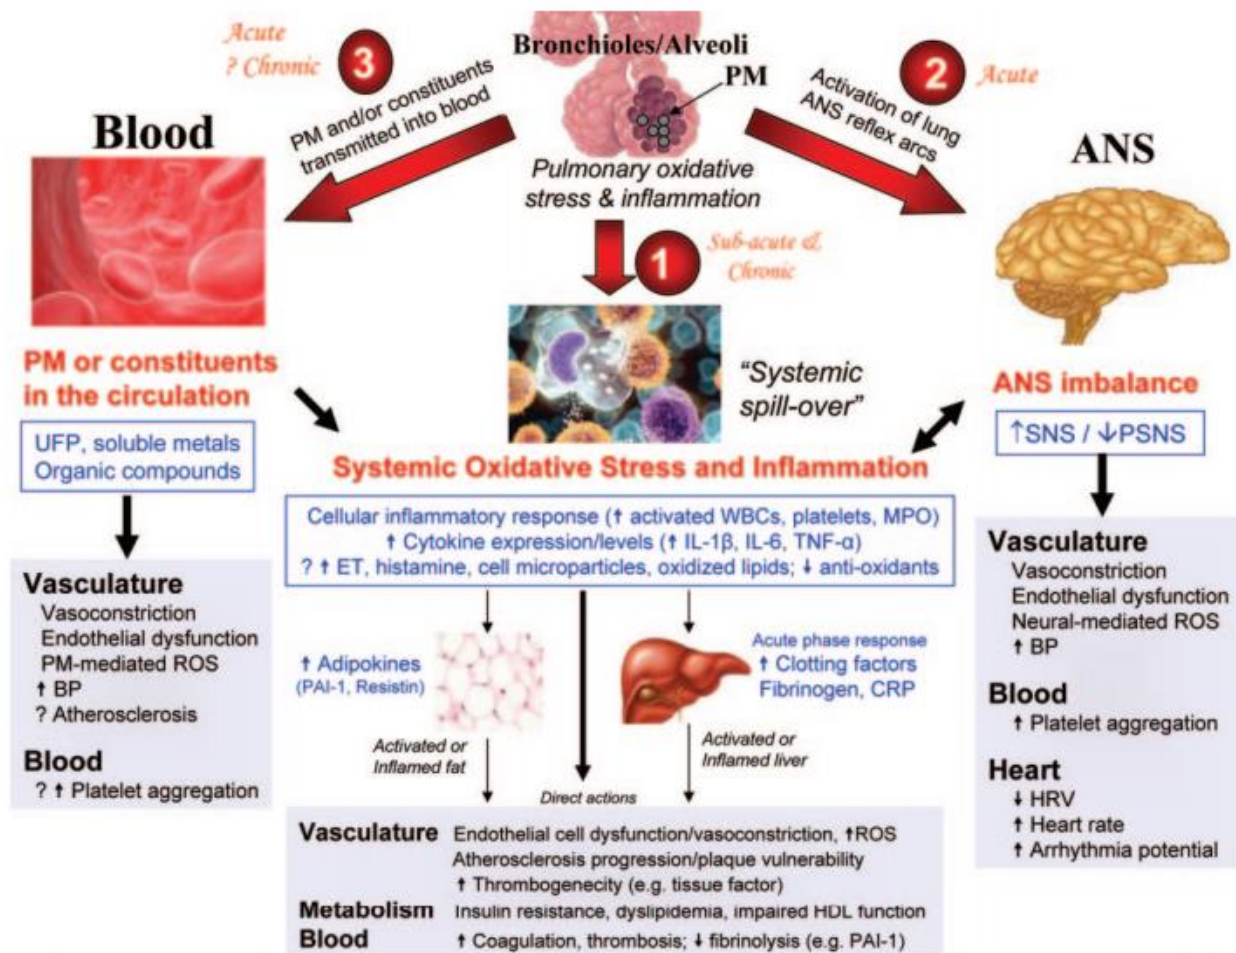 Acute
? Chronic
3
Bronchioles/Alveoli
PM
2
Acute
PM and/or constituents
transmitted into blood
Activation of lung
ANS reflex arcs
Blood
ANS
Pulmonary oxidative
stress & inflammation
1
Sub-acute &
Chronic
PM or constituents
in the circulation
"Systemic
spill-over"
ANS imbalance
UFP, soluble metals
Organic compounds
↑SNS / ↓PSNS
Systemic Oxidative Stress and Inflammation
Cellular inflammatory response (↑ activated WBCs, platelets, MPO)
↑ Cytokine expression/levels (↑ IL-1β, IL-6, TNF-α)
? ↑ ET, histamine, cell microparticles, oxidized lipids; ↓ anti-oxidants
Vasculature
Vasoconstriction
Endothelial dysfunction
PM-mediated ROS
↑ BP
? Atherosclerosis
Blood
? ↑ Platelet aggregation
↑ Adipokines
(PAI-1, Resistin)
Activated or
Inflamed fat
Acute phase response
↑ Clotting factors
Fibrinogen, CRP
Activated or
Inflamed liver
Direct actions
Vasculature
Vasoconstriction
Endothelial dysfunction
Neural-mediated ROS
↑ BP
Blood
↑ Platelet aggregation
Heart
↓ HRV
↑ Heart rate
↑ Arrhythmia potential
Vasculature Endothelial cell dysfunction/vasoconstriction, ↑ROS
Atherosclerosis progression/plaque vulnerability
↑ Thrombogenecity (e.g. tissue factor)
Metabolism Insulin resistance, dyslipidemia, impaired HDL function
Blood ↑ Coagulation, thrombosis; ↓ fibrinolysis (e.g. PAI-1)